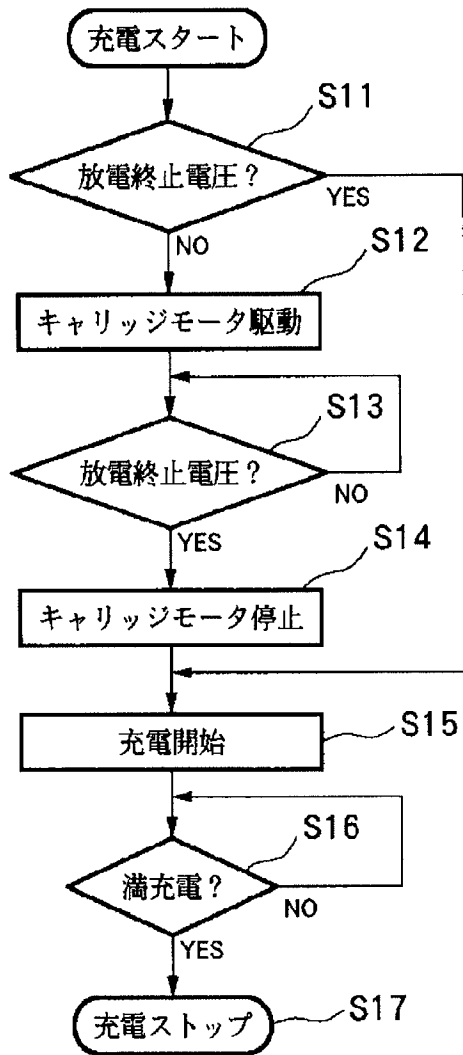 充電スタート
S11
放電終止電圧？
YES
NO
S12
キャリッジモータ駆動
S13
放電終止電圧？
NO
YES
S14
キャリッジモータ停止
充電開始
S15
S16
満充電？
NO
YES
充電ストップ
S17